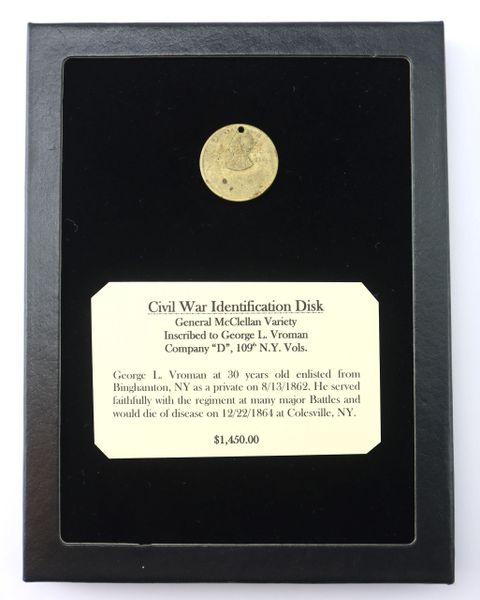 Civil War Identification Disk
General McClellan Variety
Inscribed to George L. Vroman
Company "D", 109th N.Y. Vols.
George L. Vroman at 30 years old enlisted from
Binghamton, NY as a private on 8/13/1862. He served
faithfully with the regiment at many major Battles and
would die of disease on 12/22/1864 at Colesville, NY.
$1,450.00